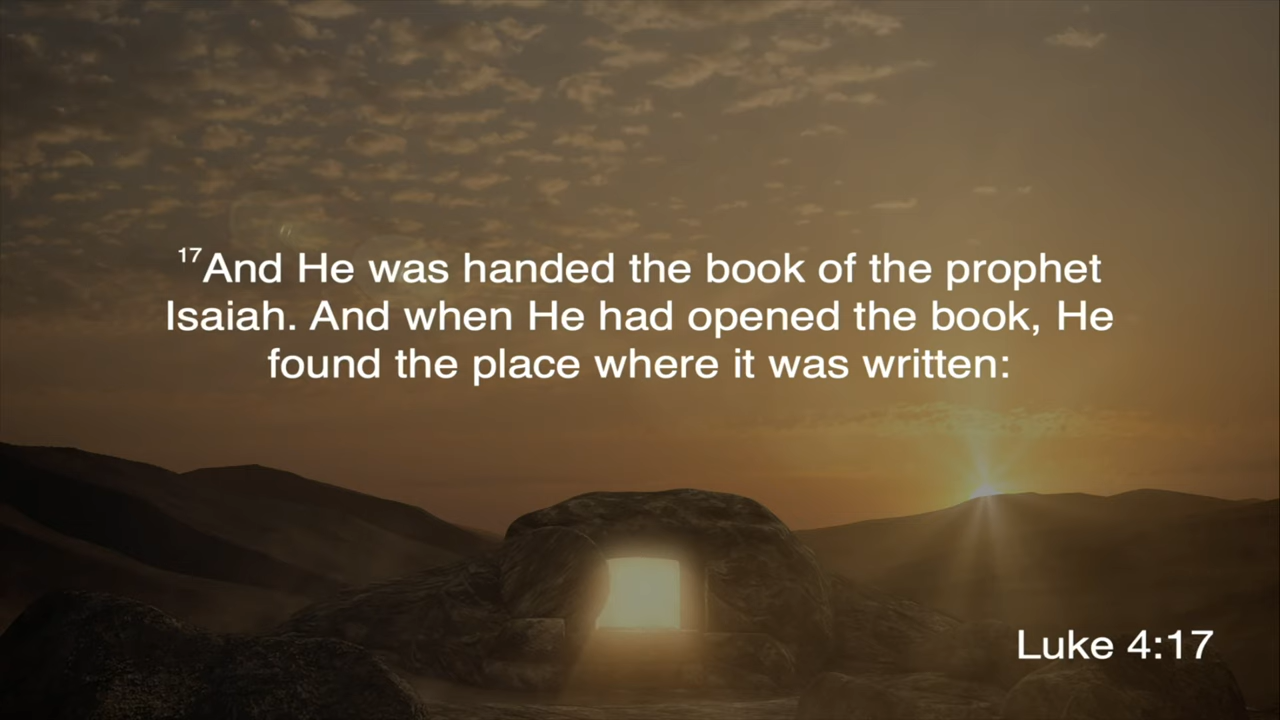 17And He was handed the book of the prophet
Isaiah. And when He had opened the book, He
found the place where it was written:
Luke 4:17